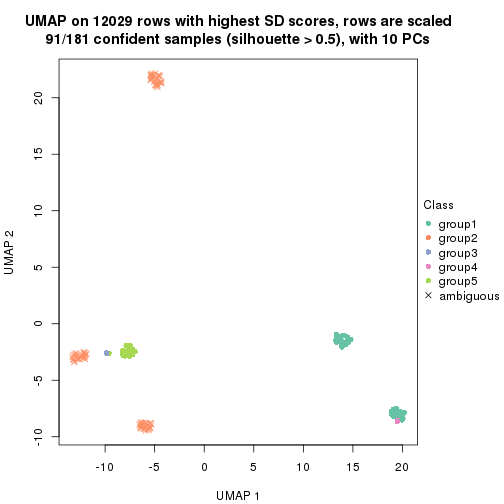 UMAP on 12029 rows with highest SD scores, rows are scaled
91/181 confident samples (silhouette > 0.5), with 10 PCs
20
15
10
5
0
-5
-10
UMAP 2
-10
-5
0
5
10
15
20
UMAP 1
Class
group1
group2
group3
group4
group5
ambiguous